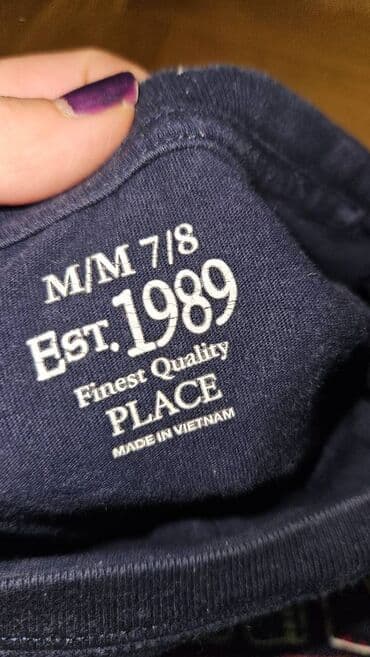 M/M 7/8
EST. 1989
Finest Quality
PLACE
MADE IN VIETNAM